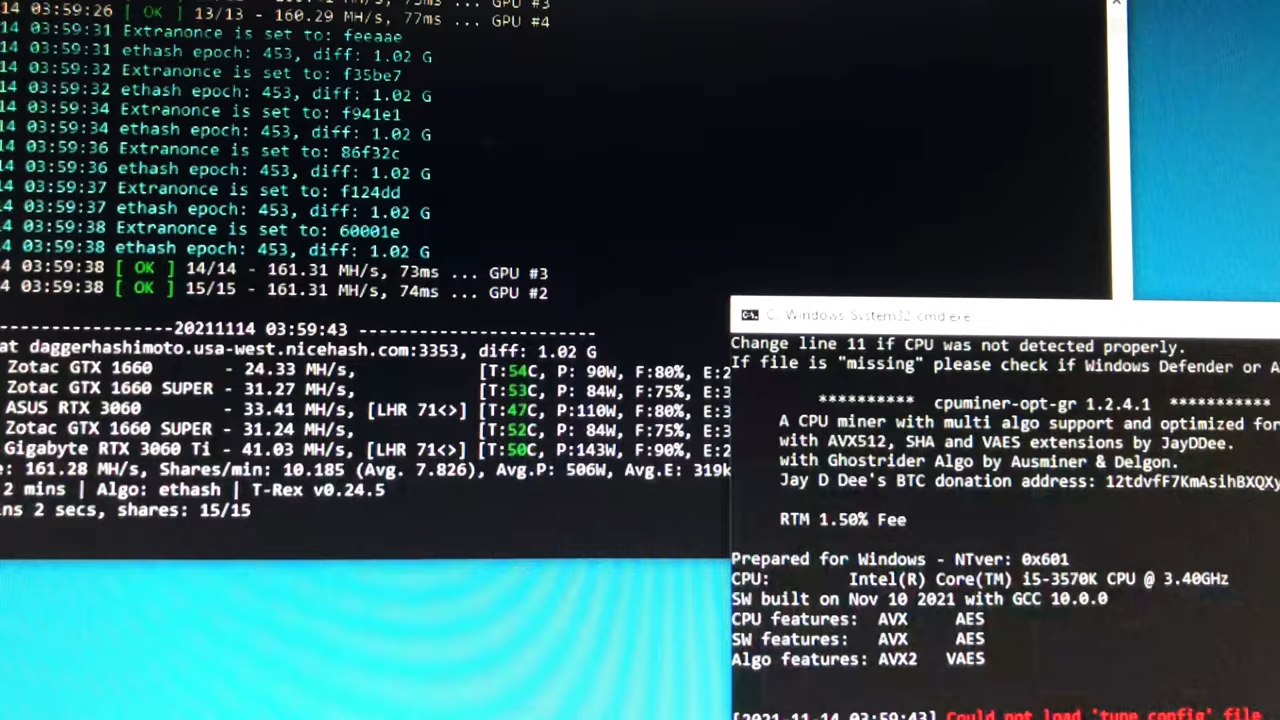 14 03:59:26 [ OK ] 13/13 - 160.29 MH/s, 77ms ... GPU #4
14 03:59:31 Extranonce is set to: feeaae
14 03:59:31 ethash epoch: 453, diff: 1.02 G
14 03:59:32 Extranonce is set to: f35be7
14 03:59:32 ethash epoch: 453, diff: 1.02 G
14 03:59:34 Extranonce is set to: f941e1
14 03:59:34 ethash epoch: 453, diff: 1.02 G
14 03:59:36 Extranonce is set to: 86f32c
14 03:59:36 ethash epoch: 453, diff: 1.02 G
14 03:59:37 Extranonce is set to: f124dd
14 03:59:37 ethash epoch: 453, diff: 1.02 G
14 03:59:38 Extranonce is set to: 60001e
14 03:59:38 ethash epoch: 453, diff: 1.02 G
4 03:59:38 [ OK ] 14/14 - 161.31 MH/s, 73ms ... GPU #3
4 03:59:38 [ OK ] 15/15 - 161.31 MH/s, 74ms ... GPU #2
-----------------20211114 03:59:43 ------------------------
at daggerhashimoto.usa-west.nicehash.com:3353, diff: 1.02 G
Zotac GTX 1660 - 24.33 MH/s, [T:54C, P: 90W, F:80%, E:2
Zotac GTX 1660 SUPER - 31.27 MH/s, [T:53C, P: 84W, F:75%, E:3
ASUS RTX 3060 - 33.41 MH/s, [LHR 71<>] [T:47C, P:110W, F:80%, E:3
Zotac GTX 1660 SUPER - 31.24 MH/s, [T:52C, P: 84W, F:75%, E:3
Gigabyte RTX 3060 Ti - 41.03 MH/s, [LHR 71<>] [T:50C, P:143W, F:90%, E:2
e: 161.28 MH/s, Shares/min: 10.185 (Avg. 7.826), Avg.P: 506W, Avg.E: 319k
2 mins | Algo: ethash | T-Rex v0.24.5
ns 2 secs, shares: 15/15
C:\Windows\System32\cmd.exe
Change line 11 if CPU was not detected properly.
If file is "missing" please check if Windows Defender or A
********** cpuminer-opt-gr 1.2.4.1 ***********
A CPU miner with multi algo support and optimized for
with AVX512, SHA and VAES extensions by JayDDee.
with Ghostrider Algo by Ausminer & Delgon.
Jay D Dee's BTC donation address: 12tdvfF7KmAsihBXQXy
RTM 1.50% Fee
Prepared for Windows - NTver: 0x601
CPU: Intel(R) Core(TM) i5-3570K CPU @ 3.40GHz
SW built on Nov 10 2021 with GCC 10.0.0
CPU features: AVX AES
SW features: AVX AES
Algo features: AVX2 VAES
[2021-11-14 03:59:43] Could not load 'tune_config' file